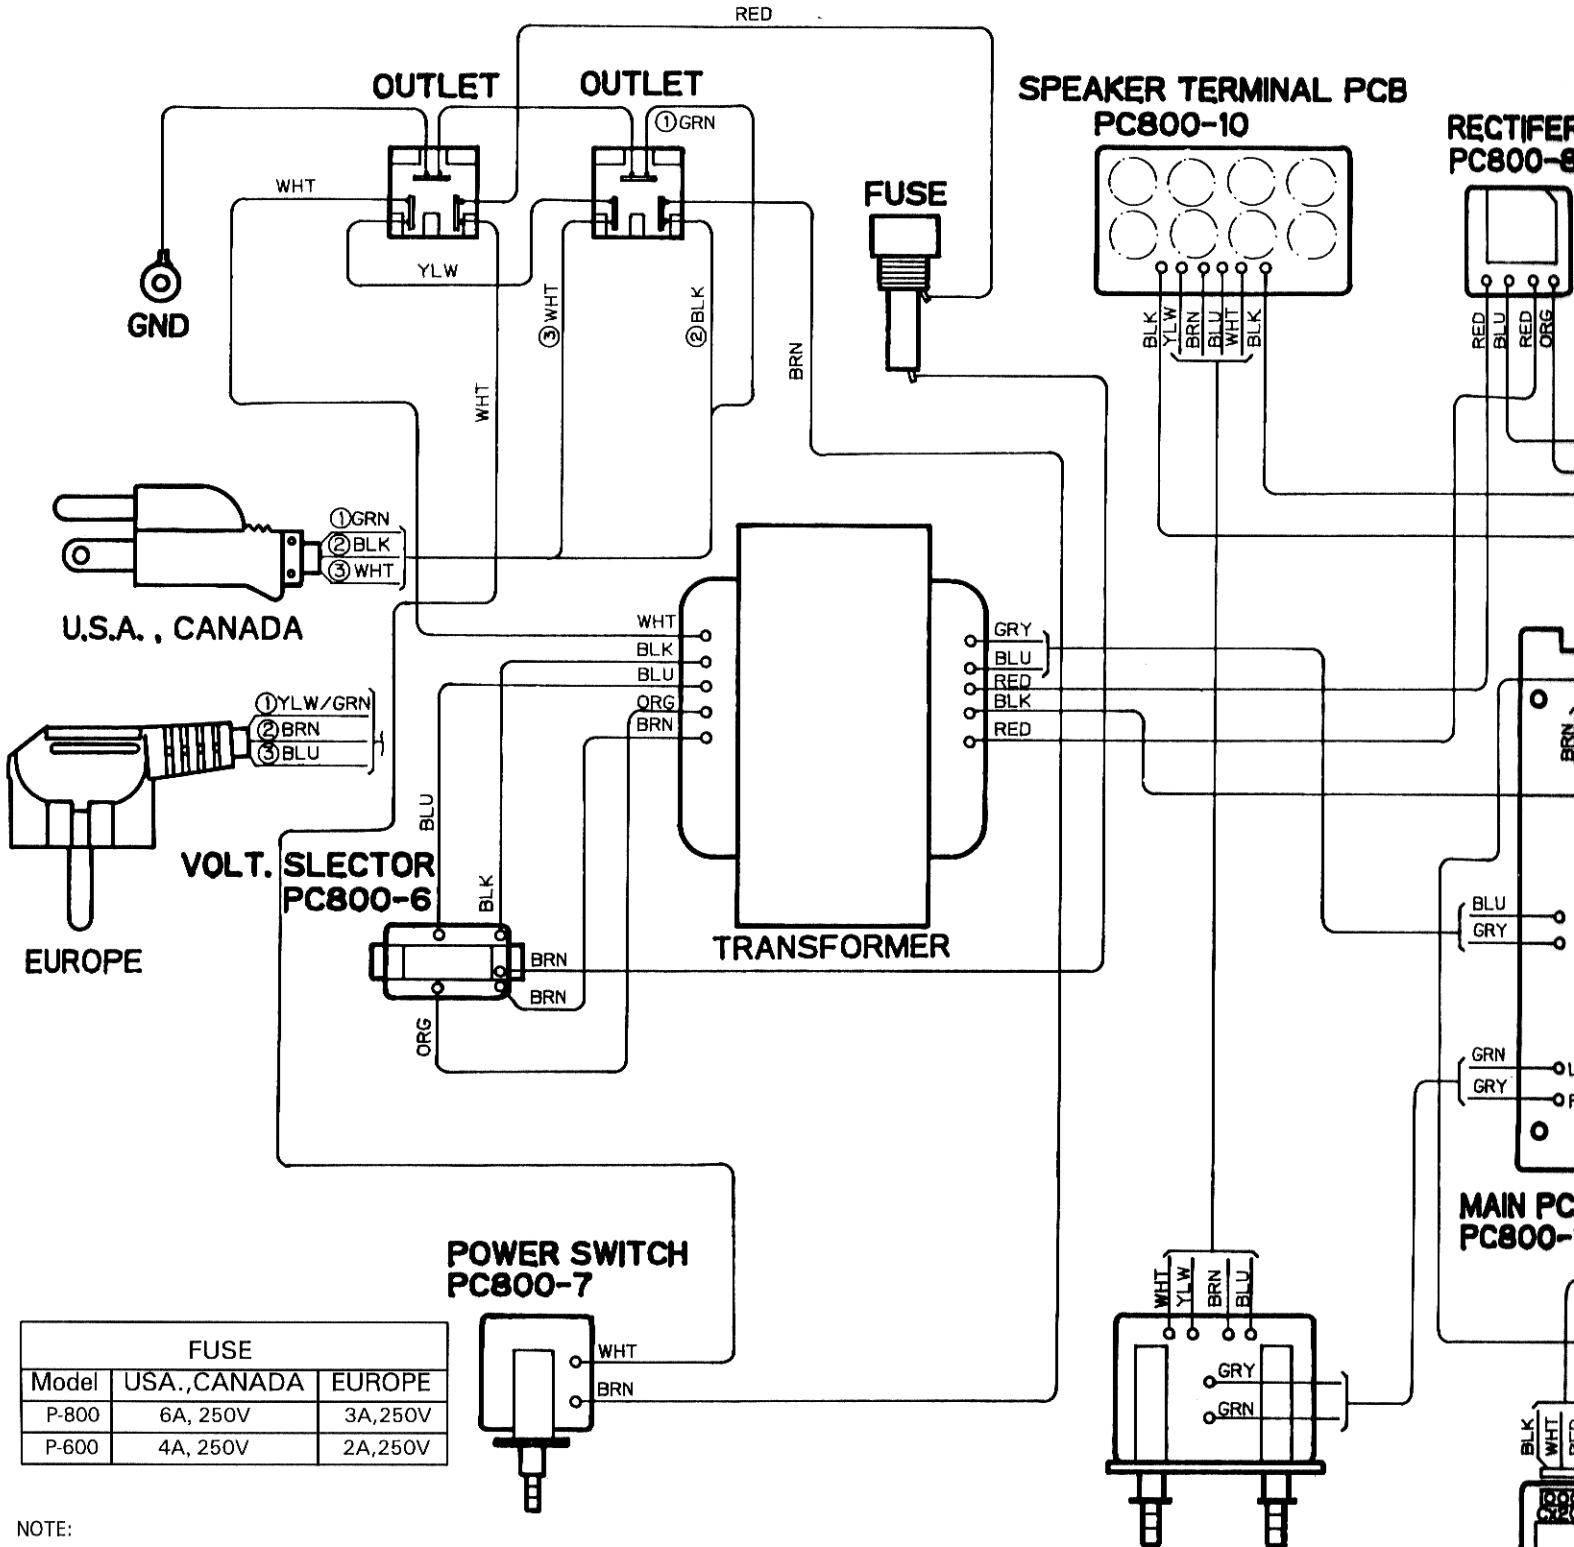 RED
OUTLET
OUTLET
①GRN
WHT
YLW
③WHT
②BLK
WHT
BRN
GND
FUSE
SPEAKER TERMINAL PCB
PC800-10
BLK
YLW
BRN
BLU
WHT
BLK
RECTIFER
PC800-8
RED
BLU
RED
ORG
①GRN
②BLK
③WHT
U.S.A. , CANADA
①YLW/GRN
②BRN
③BLU
EUROPE
WHT
BLK
BLU
ORG
BRN
GRY
BLU
RED
BLK
RED
TRANSFORMER
BLU
BLK
VOLT. SLECTOR
PC800-6
BRN
BRN
ORG
BRN
BLU
GRY
GRN
GRY
MAIN PC
PC800-
POWER SWITCH
PC800-7
WHT
BRN
WHT
YLW
BRN
BLU
GRY
GRN
BLK
WHT
RED
FUSE
Model USA.,CANADA EUROPE
P-800 6A, 250V 3A,250V
P-600 4A, 250V 2A,250V
NOTE: